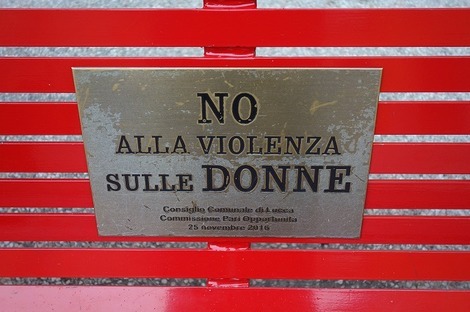 NO
ALLA VIOLENZA
SULLE DONNE
Consiglio Comunale di Lucca
Commissione Pari Opportunità
25 novembre 2016